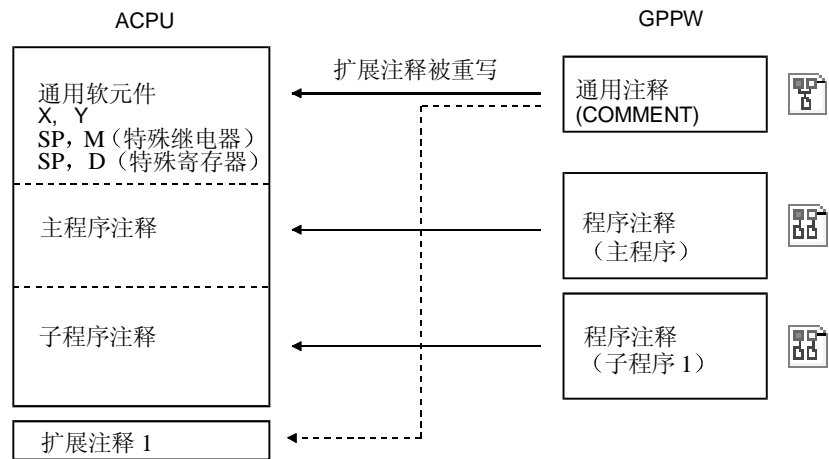 ACPU
GPPW
扩展注释被重写
通用软元件
X, Y
SP，M（特殊继电器）
SP，D（特殊寄存器）
通用注释
(COMMENT)
主程序注释
程序注释
（主程序）
子程序注释
程序注释
（子程序 1）
扩展注释 1